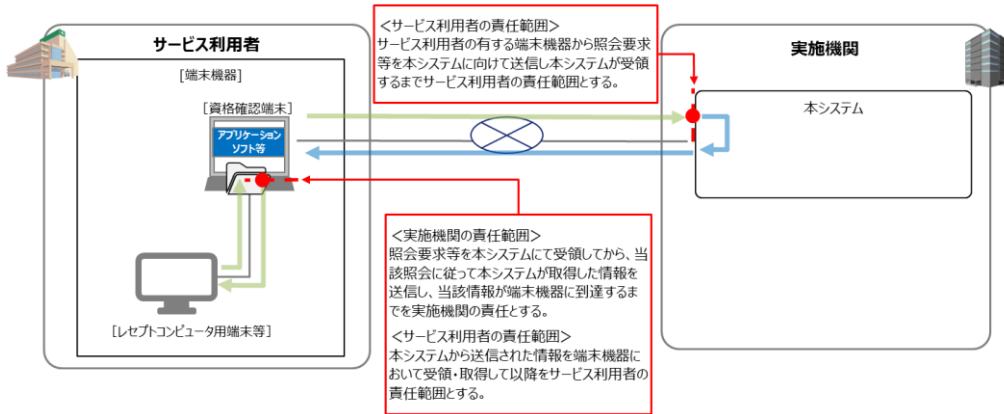 サービス利用者
[端末機器]
[資格確認端末]
アプリケーション
ソフト等
[レセプトコンピュータ用端末等]
<サービス利用者の責任範囲>
サービス利用者の有する端末機器から照会要求
等を本システムに向けて送信し本システムが受領
するまでサービス利用者の責任範囲とする。
<実施機関の責任範囲>
照会要求等を本システムにて受領してから、当
該照会に従って本システムが取得した情報を
送信し、当該情報が端末機器に到達するま
でを実施機関の責任とする。
<サービス利用者の責任範囲>
本システムから送信された情報を端末機器に
おいて受領・取得して以降をサービス利用者の
責任範囲とする。
実施機関
本システム